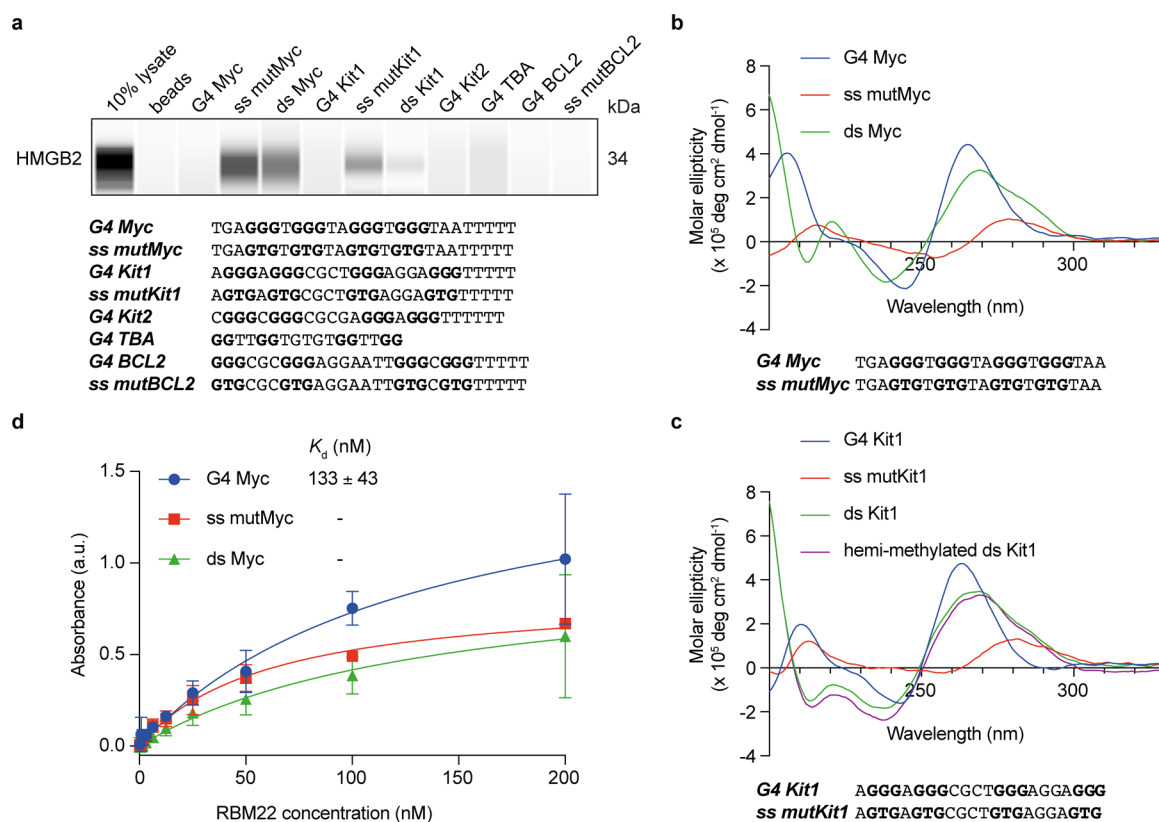 a
10% lysate
beads
G4 Myc
ss mutMyc
ds Myc
G4 Kit1
ss mutKit1
ds Kit1
G4 Kit2
G4 TBA
G4 BCL2
ss mutBCL2
kDa
HMGB2
34
G4 Myc TGAGGGTGGGTAGGGTGGGTAATTTTT
ss mutMyc TGAGTGTGTGTAGTGTGTGTAATTTTT
G4 Kit1 AGGGAGGGCGCTGGGAGGAGGGTTTTT
ss mutKit1 AGTGAGTGCGCTGTGAGGAGTGTTTTT
G4 Kit2 CGGGCGGGCGCGAGGGAGGGTTTTTT
G4 TBA GGTTGGTGTGTGTTGG
G4 BCL2 GGGCGCGGGAGGAATTGGGCGGGTTTTT
ss mutBCL2 GTGCGCGTGAGGAATTGTGCGTGTTTTT
b
G4 Myc
ss mutMyc
ds Myc
Molar ellipticity
(x 10⁵ deg cm² dmol⁻¹)
8
6
4
2
0
-2
-4
250
300
Wavelength (nm)
G4 Myc TGAGGGTGGGTAGGGTGGGTAA
ss mutMyc TGAGTGTGTGTAGTGTGTGTAA
c
G4 Kit1
ss mutKit1
ds Kit1
hemi-methylated ds Kit1
Molar ellipticity
(x 10⁵ deg cm² dmol⁻¹)
8
6
4
2
0
-2
-4
250
300
Wavelength (nm)
G4 Kit1 AGGGAGGGCGCTGGGAGGAGGG
ss mutKit1 AGTGAGTGCGCTGTGAGGAGTG
d
Kd (nM)
G4 Myc 133 ± 43
ss mutMyc -
ds Myc -
Absorbance (a.u.)
1.5
1.0
0.5
0.0
0
50
100
150
200
RBM22 concentration (nM)